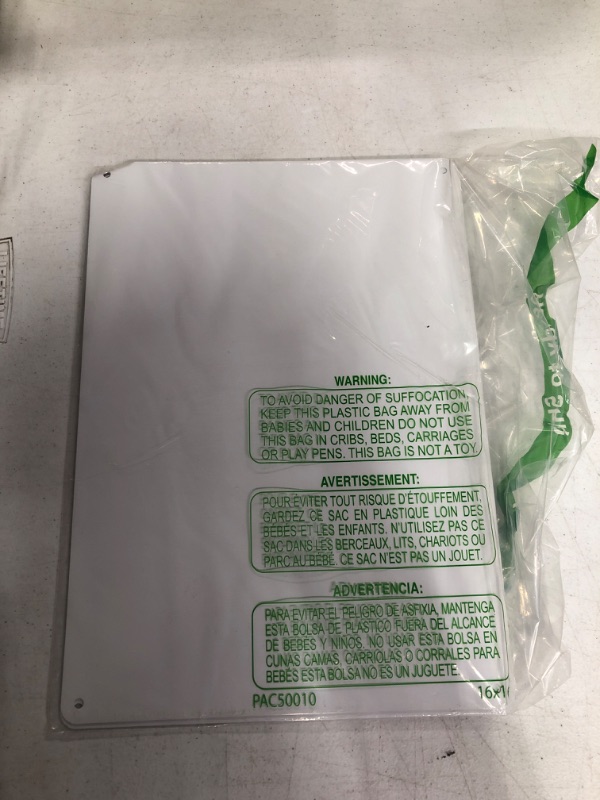 WARNING:
TO AVOID DANGER OF SUFFOCATION,
KEEP THIS PLASTIC BAG AWAY FROM
BABIES AND CHILDREN DO NOT USE
THIS BAG IN CRIBS, BEDS, CARRIAGES
OR PLAY PENS. THIS BAG IS NOT A TOY.
AVERTISSEMENT:
POUR ÉVITER TOUT RISQUE D'ÉTOUFFEMENT,
GARDEZ CE SAC EN PLASTIQUE LOIN DES
BÉBÉS ET LES ENFANTS. N'UTILISEZ PAS CE
SAC DANS LES BERCEAUX, LITS, CHARIOTS OU
PARC AU BÉBÉ. CE SAC N'EST PAS UN JOUET.
ADVERTENCIA:
PARA EVITAR EL PELIGRO DE ASFIXIA, MANTENGA
ESTA BOLSA DE PLASTICO FUERA DEL ALCANCE
DE BEBES Y NIÑOS. NO USAR ESTA BOLSA EN
CUNAS CAMAS, CARRIOLAS O CORRALES PARA
BEBÉS ESTA BOLSA NO ES UN JUGUETE.
PAC50010